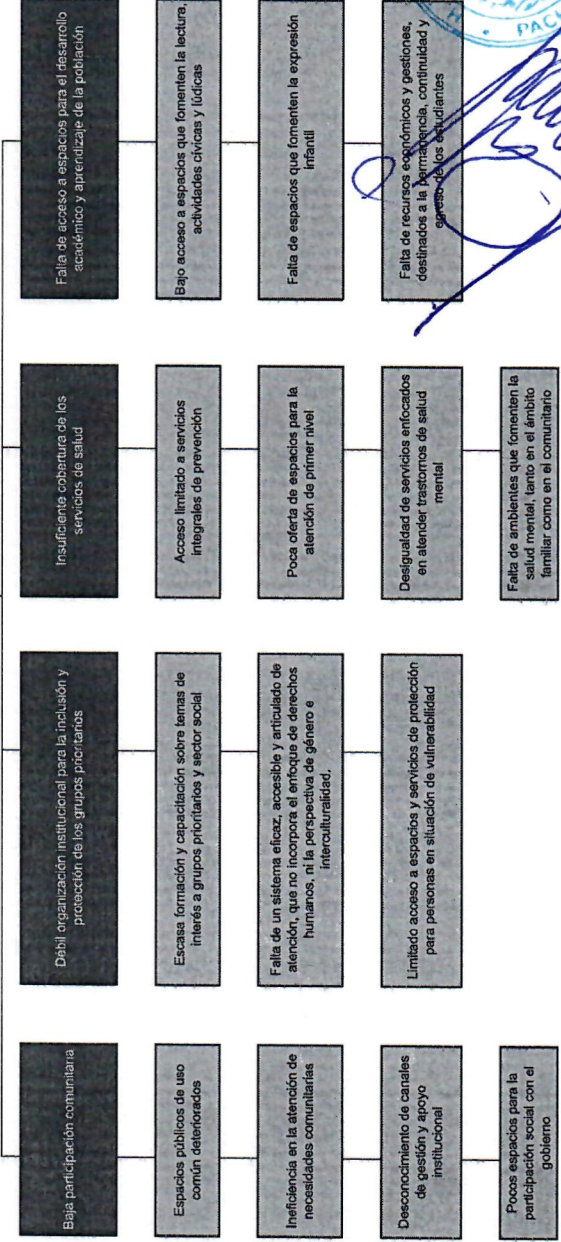 Baja participación comunitaria
Espacios públicos de uso
común deteriorados
Ineficiencia en la atención de
necesidades comunitarias
Desconocimiento de canales
de gestión y apoyo
institucional
Pocos espacios para la
participación social con el
gobierno
Débil organización institucional para la inclusión y
protección de los grupos prioritarios
Escasa formación y capacitación sobre temas de
interés a grupos prioritarios y sector social
Falta de un sistema eficaz, accesible y articulado de
atención, que no incorpora el enfoque de derechos
humanos, ni la perspectiva de género e
interculturalidad.
Limitado acceso a espacios y servicios de protección
para personas en situación de vulnerabilidad
Insuficiente cobertura de los
servicios de salud
Acceso limitado a servicios
integrales de prevención
Poca oferta de espacios para la
atención de primer nivel
Desigualdad de servicios enfocados
en atender trastornos de salud
mental
Falta de ambientes que fomenten la
salud mental, tanto en el ámbito
familiar como en el comunitario
Falta de acceso a espacios para el desarrollo
académico y aprendizaje de la población
Bajo acceso a espacios que fomenten la lectura,
actividades cívicas y lúdicas
Falta de espacios que fomenten la expresión
infantil
Falta de recursos económicos y gestiones,
destinados a la permanencia, continuidad y
egreso de los estudiantes